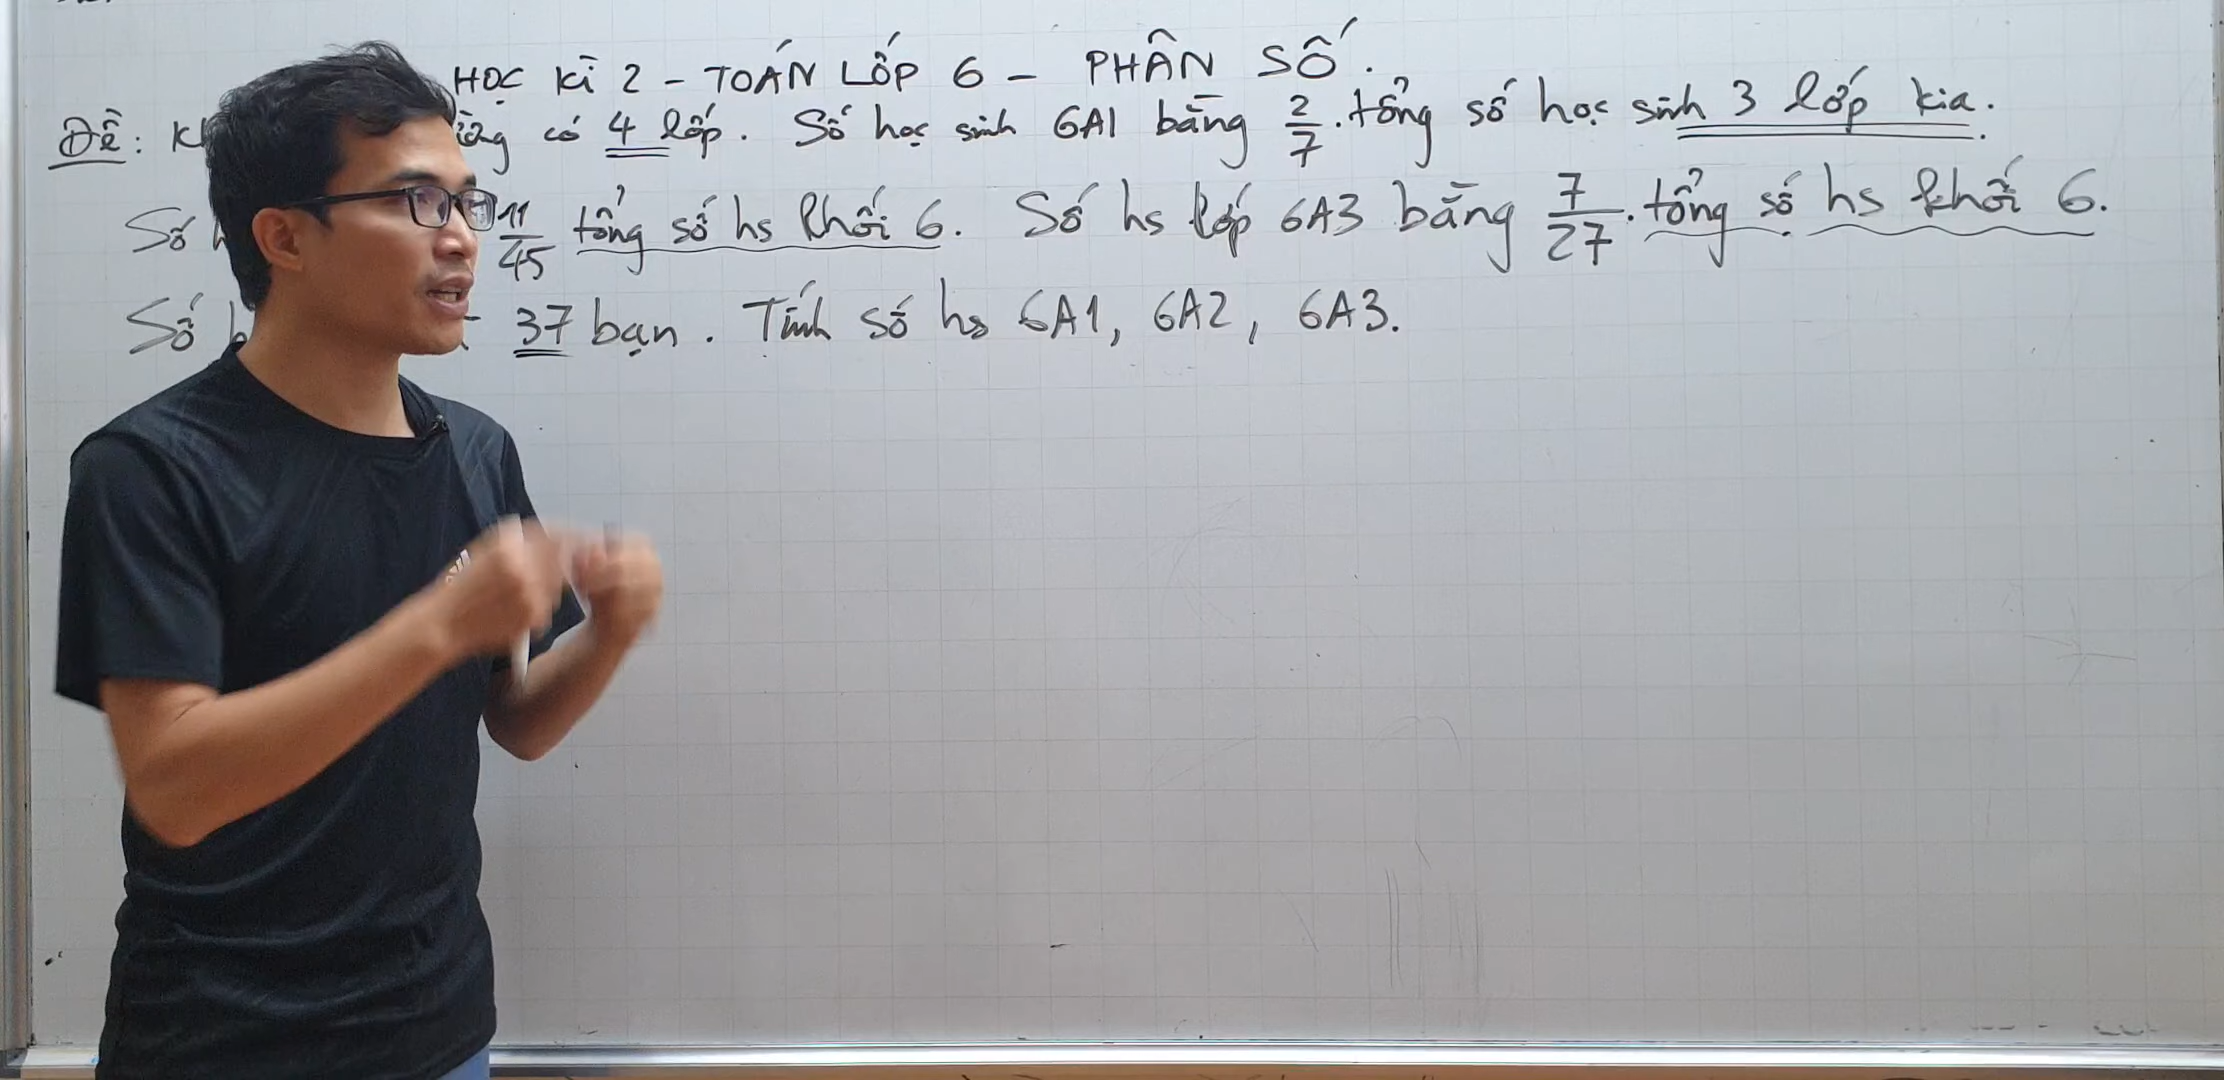 HỌC KÌ 2 - TOÁN LỚP 6 - PHÂN SỐ.
Đề: có 4 lớp. Số học sinh 6A1 bằng 2/7 . tổng số học sinh 3 lớp kia.
Số 11/45 tổng số hs khối 6. Số hs lớp 6A3 bằng 7/27 . tổng số hs khối 6.
Số 37 bạn. Tính số hs 6A1, 6A2, 6A3.